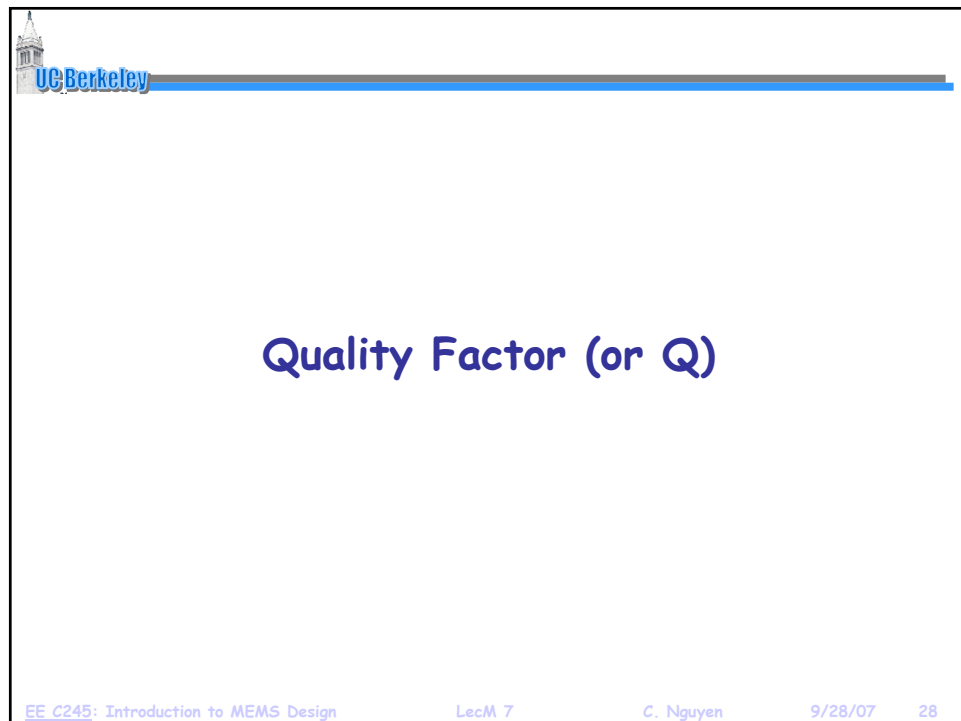 UC Berkeley
Quality Factor (or Q)
EE C245: Introduction to MEMS Design LecM 7 C. Nguyen 9/28/07 28